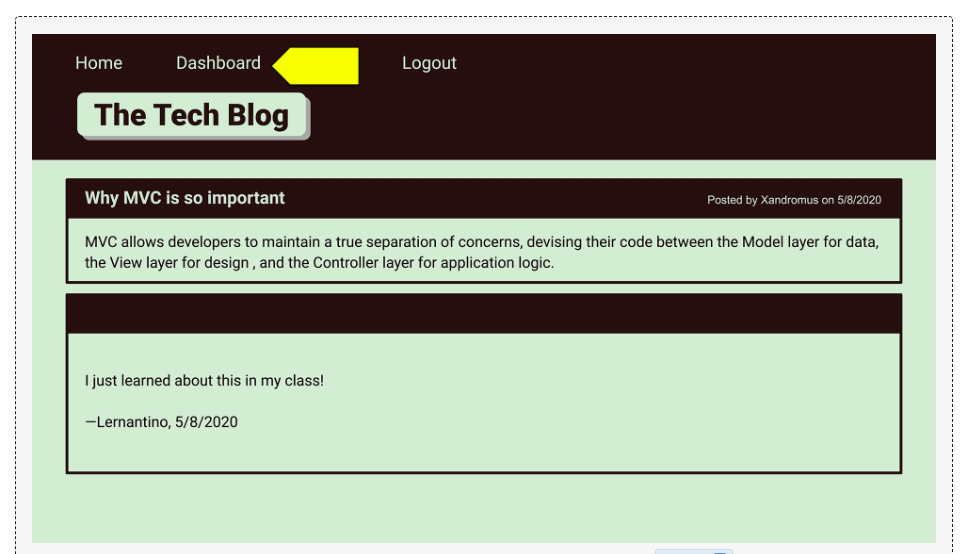 Home Dashboard Logout
The Tech Blog
Why MVC is so important
Posted by Xandromus on 5/8/2020
MVC allows developers to maintain a true separation of concerns, devising their code between the Model layer for data,
the View layer for design , and the Controller layer for application logic.
I just learned about this in my class!
—Lernantino, 5/8/2020